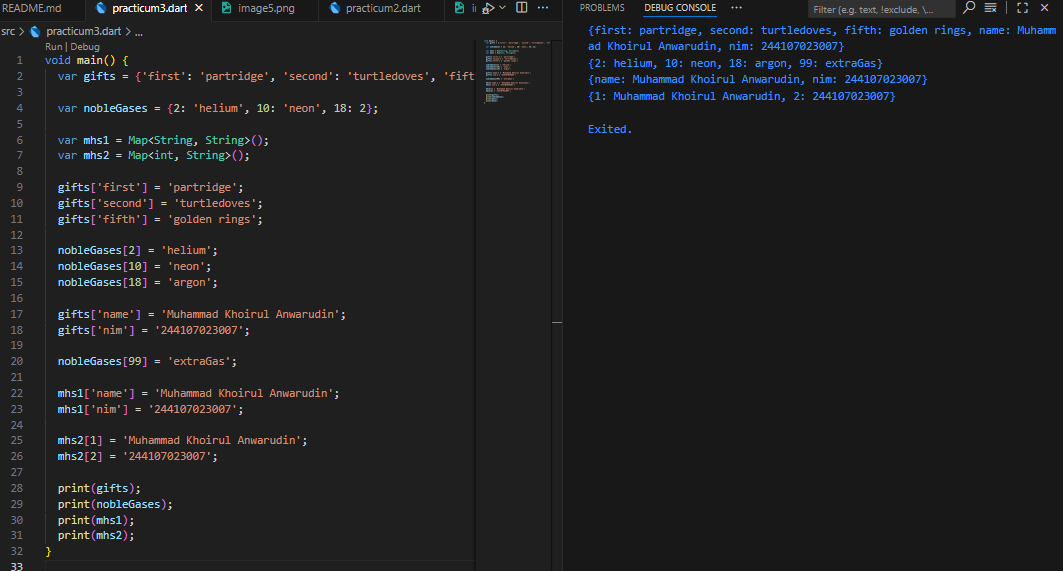 README.md practicum3.dart image5.png practicum2.dart
src > practicum3.dart > ...
Run | Debug
1 void main() {
2 var gifts = {'first': 'partridge', 'second': 'turtledoves', 'fift
3
4 var nobleGases = {2: 'helium', 10: 'neon', 18: 2};
5
6 var mhs1 = Map<String, String>();
7 var mhs2 = Map<int, String>();
8
9 gifts['first'] = 'partridge';
10 gifts['second'] = 'turtledoves';
11 gifts['fifth'] = 'golden rings';
12
13 nobleGases[2] = 'helium';
14 nobleGases[10] = 'neon';
15 nobleGases[18] = 'argon';
16
17 gifts['name'] = 'Muhammad Khoirul Anwarudin';
18 gifts['nim'] = '244107023007';
19
20 nobleGases[99] = 'extraGas';
21
22 mhs1['name'] = 'Muhammad Khoirul Anwarudin';
23 mhs1['nim'] = '244107023007';
24
25 mhs2[1] = 'Muhammad Khoirul Anwarudin';
26 mhs2[2] = '244107023007';
27
28 print(gifts);
29 print(nobleGases);
30 print(mhs1);
31 print(mhs2);
32 }
33
PROBLEMS DEBUG CONSOLE ... Filter (e.g. text, !exclude, \...
{first: partridge, second: turtledoves, fifth: golden rings, name: Muhamm
ad Khoirul Anwarudin, nim: 244107023007}
{2: helium, 10: neon, 18: argon, 99: extraGas}
{name: Muhammad Khoirul Anwarudin, nim: 244107023007}
{1: Muhammad Khoirul Anwarudin, 2: 244107023007}
Exited.